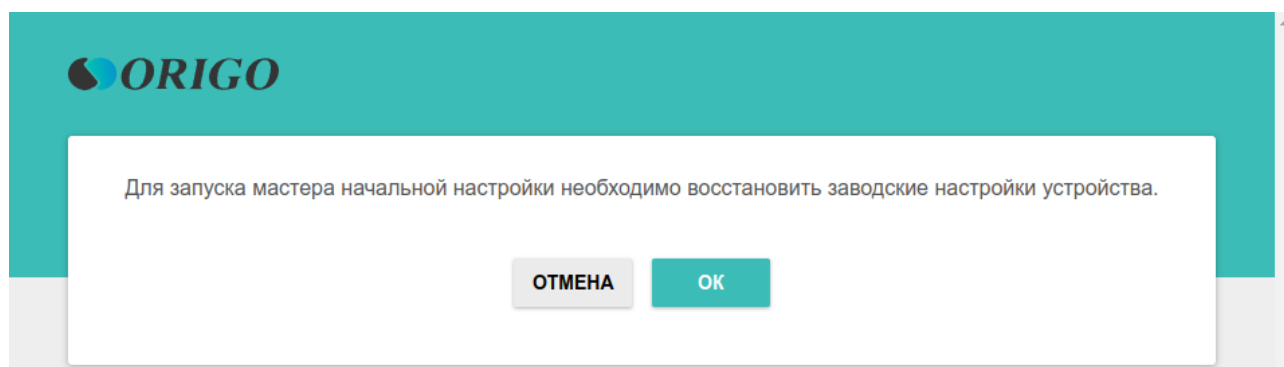 ORIGO
Для запуска мастера начальной настройки необходимо восстановить заводские настройки устройства.
ОТМЕНА
ОК